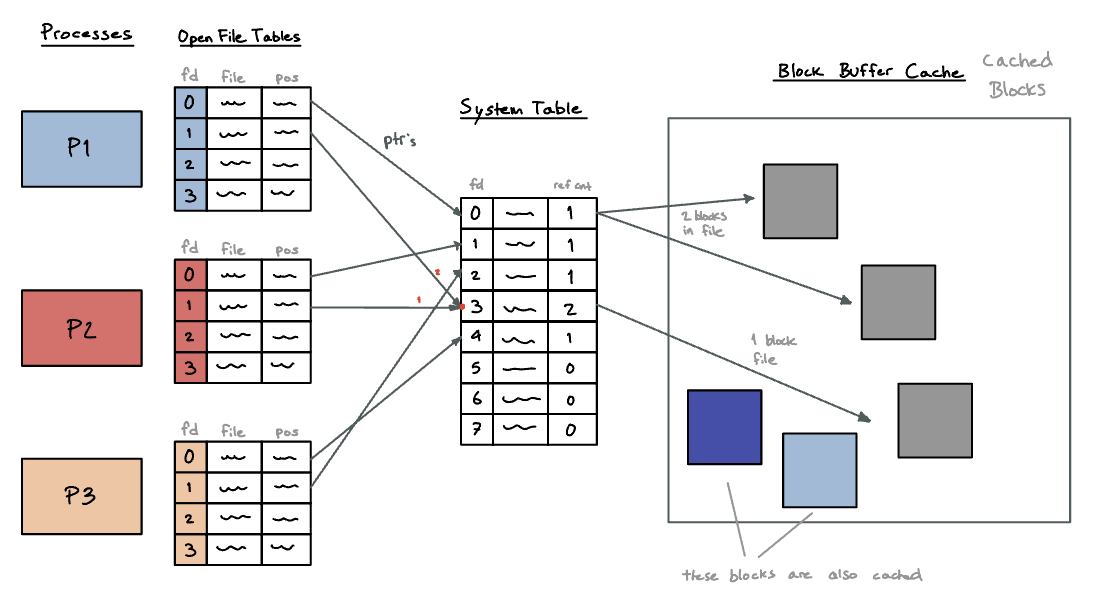 Processes
Open File Tables
Block Buffer Cache
Cached
Blocks
System Table
P1
fd file pos
0
1
2
3
ptr's
P2
fd file pos
0
1
2
3
P3
fd file pos
0
1
2
3
fd ref cnt
0 1
1 1
2 1
3 2
4 1
5 0
6 0
7 0
2
1
2 blocks
in file
1 block
file
these blocks are also cached